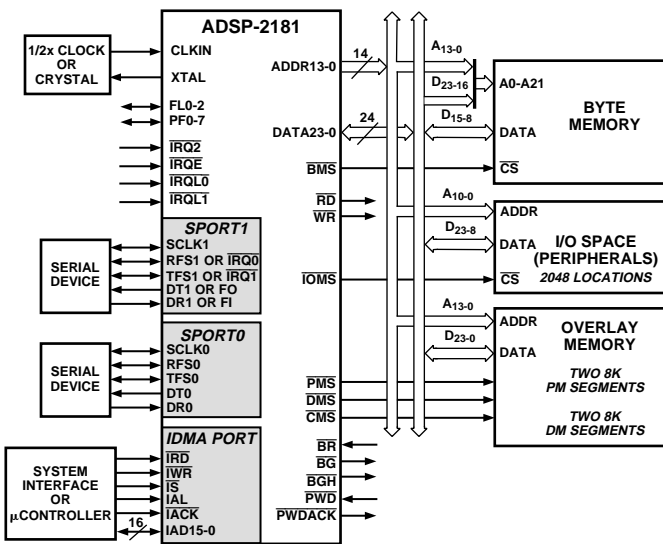 ADSP-2181
1/2x CLOCK
OR
CRYSTAL
CLKIN
XTAL
FL0-2
PF0-7
IRQ2
IRQE
IRQL0
IRQL1
SPORT1
SCLK1
RFS1 OR IRQ0
TFS1 OR IRQ1
DT1 OR FO
DR1 OR FI
SERIAL
DEVICE
SPORT0
SCLK0
RFS0
TFS0
DT0
DR0
SERIAL
DEVICE
IDMA PORT
IRD
IWR
IS
IAL
IACK
IAD15-0
16
SYSTEM
INTERFACE
OR
µCONTROLLER
ADDR13-0
14
DATA23-0
24
BMS
RD
WR
IOMS
PMS
DMS
CMS
BR
BG
BGH
PWD
PWDACK
A13-0
D23-16
D15-8
A0-A21
DATA
CS
BYTE
MEMORY
A10-0
D23-8
ADDR
DATA
CS
I/O SPACE
(PERIPHERALS)
2048 LOCATIONS
A13-0
D23-0
ADDR
DATA
OVERLAY
MEMORY
TWO 8K
PM SEGMENTS
TWO 8K
DM SEGMENTS